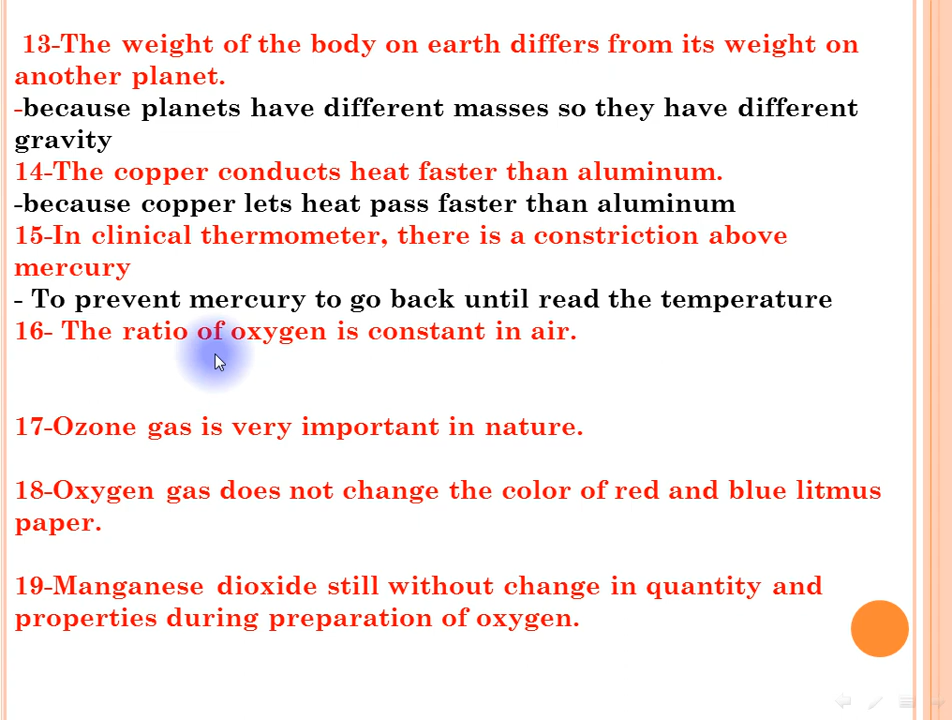 13-The weight of the body on earth differs from its weight on
another planet.
-because planets have different masses so they have different
gravity
14-The copper conducts heat faster than aluminum.
-because copper lets heat pass faster than aluminum
15-In clinical thermometer, there is a constriction above
mercury
- To prevent mercury to go back until read the temperature
16- The ratio of oxygen is constant in air.
17-Ozone gas is very important in nature.
18-Oxygen gas does not change the color of red and blue litmus
paper.
19-Manganese dioxide still without change in quantity and
properties during preparation of oxygen.